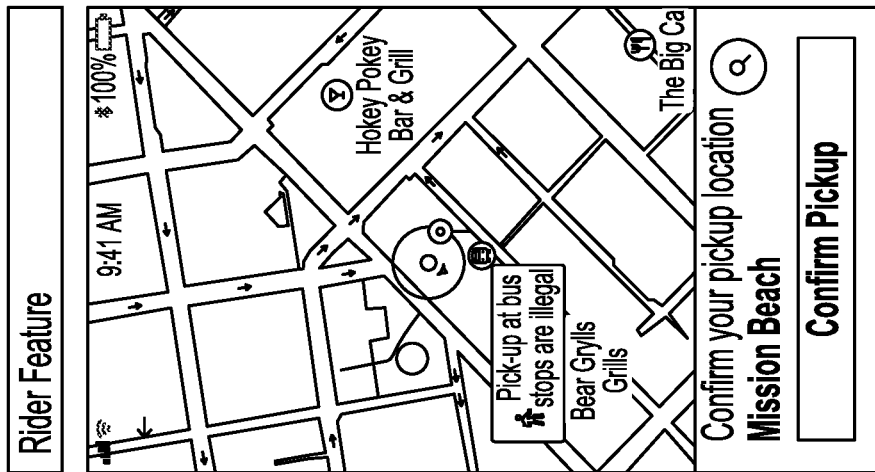 Rider Feature
9:41 AM
100%
Hokey Pokey
Bar & Grill
The Big Ca
Pick-up at bus
stops are illegal
Bear Grylls
Grills
Confirm your pickup location
Mission Beach
Confirm Pickup